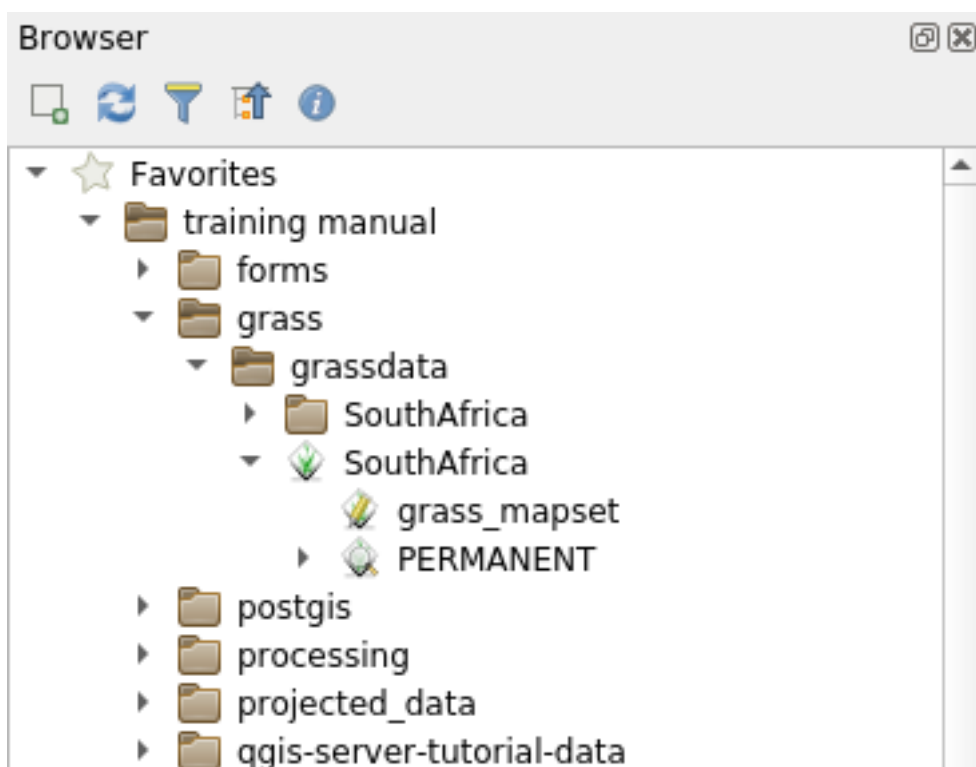 Browser
Favorites
training manual
forms
grass
grassdata
SouthAfrica
SouthAfrica
grass_mapset
PERMANENT
postgis
processing
projected_data
qgis-server-tutorial-data